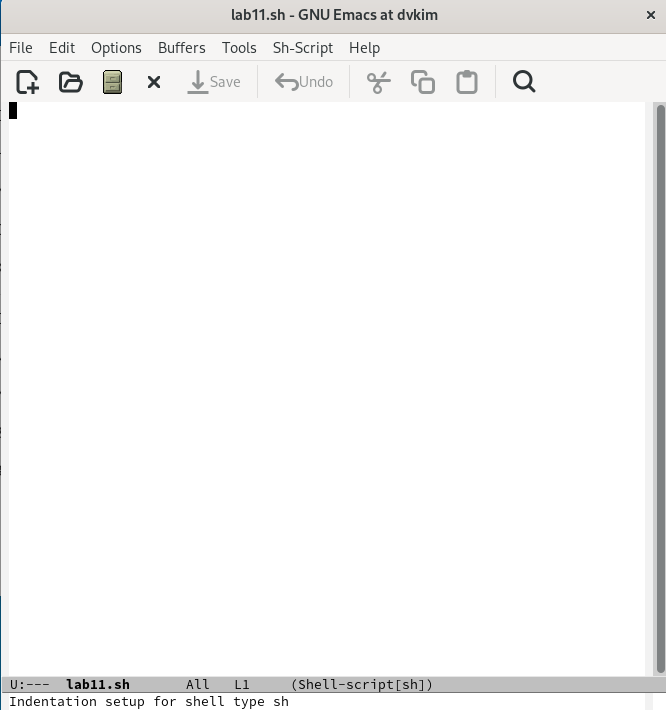 lab11.sh - GNU Emacs at dvkim
File Edit Options Buffers Tools Sh-Script Help
Save Undo
U:--- lab11.sh All L1 (Shell-script[sh])
Indentation setup for shell type sh